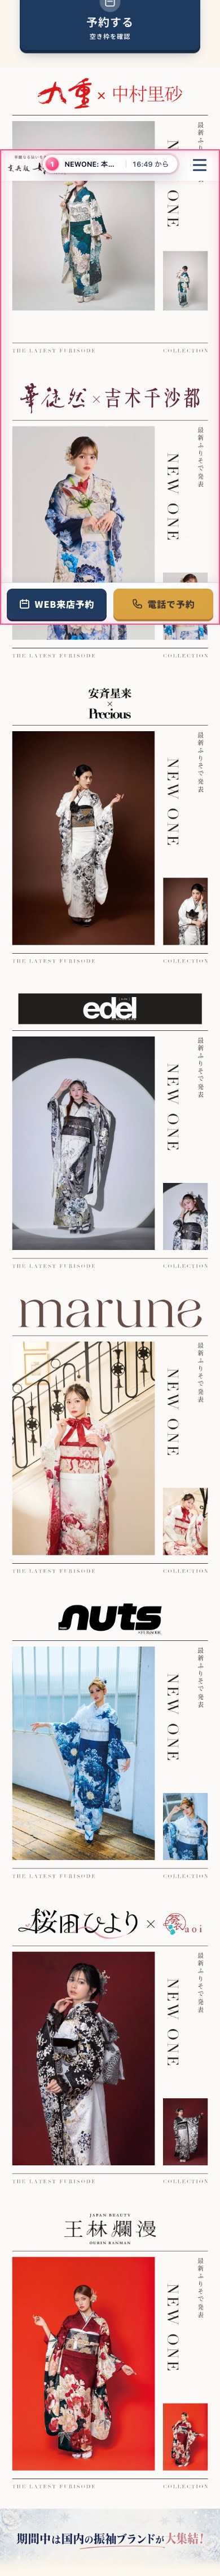 予約する
空き枠を確認
九重×中村里砂
最新ふりそで発表
NEW ONE
1
NEWONE: 本...
16:49 から
THE LATEST FURISODE
COLLECTION
華徒然×吉木千沙都
最新ふりそで発表
NEW ONE
WEB来店予約
電話で予約
THE LATEST FURISODE
COLLECTION
安斉星来
×
Precious
最新ふりそで発表
NEW ONE
THE LATEST FURISODE
COLLECTION
edel
最新ふりそで発表
NEW ONE
THE LATEST FURISODE
COLLECTION
marune
最新ふりそで発表
NEW ONE
THE LATEST FURISODE
COLLECTION
nuts
最新ふりそで発表
NEW ONE
THE LATEST FURISODE
COLLECTION
桜田ひより×aoi
最新ふりそで発表
NEW ONE
THE LATEST FURISODE
COLLECTION
JAPAN BEAUTY
王林爛漫
OURIN RANMAN
最新ふりそで発表
NEW ONE
THE LATEST FURISODE
COLLECTION
期間中は国内の振袖ブランドが大集結!